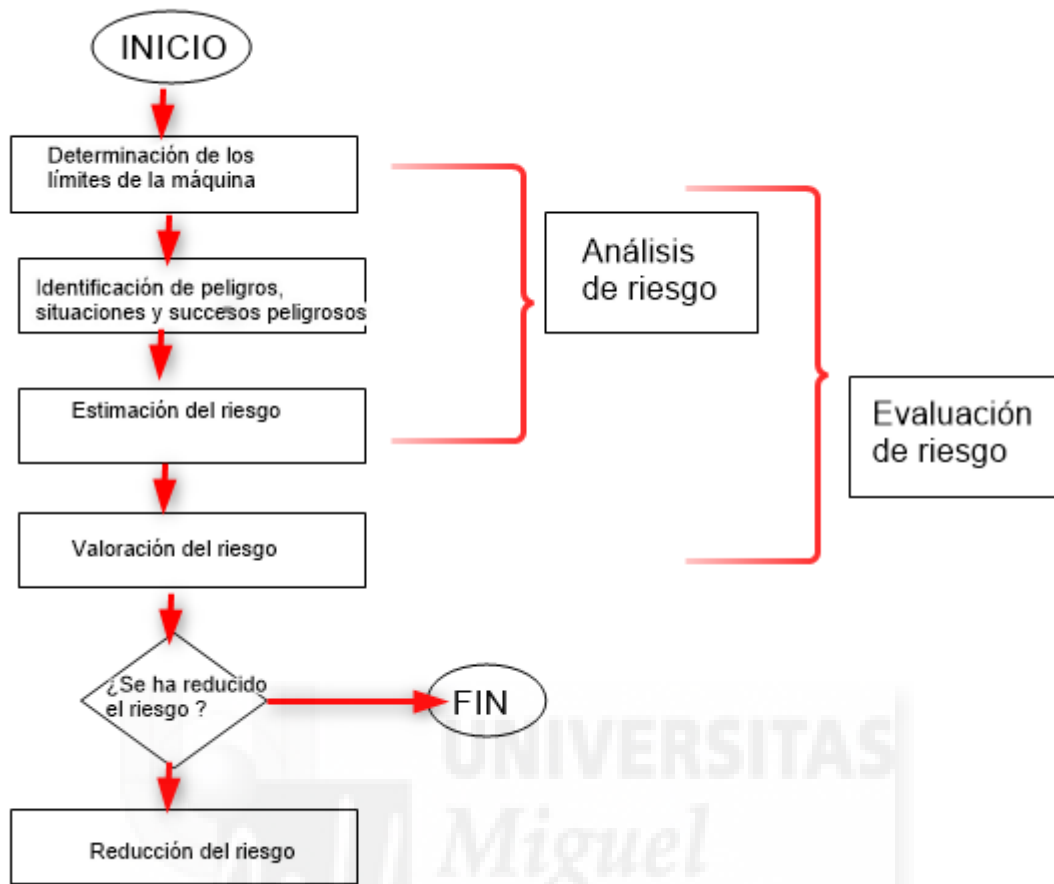 INICIO
Determinación de los
límites de la máquina
Identificación de peligros,
situaciones y succesos peligrosos
Estimación del riesgo
Valoración del riesgo
¿Se ha reducido
el riesgo ?
FIN
Reducción del riesgo
Análisis
de riesgo
Evaluación
de riesgo
UNIVERSITAS
Miguel